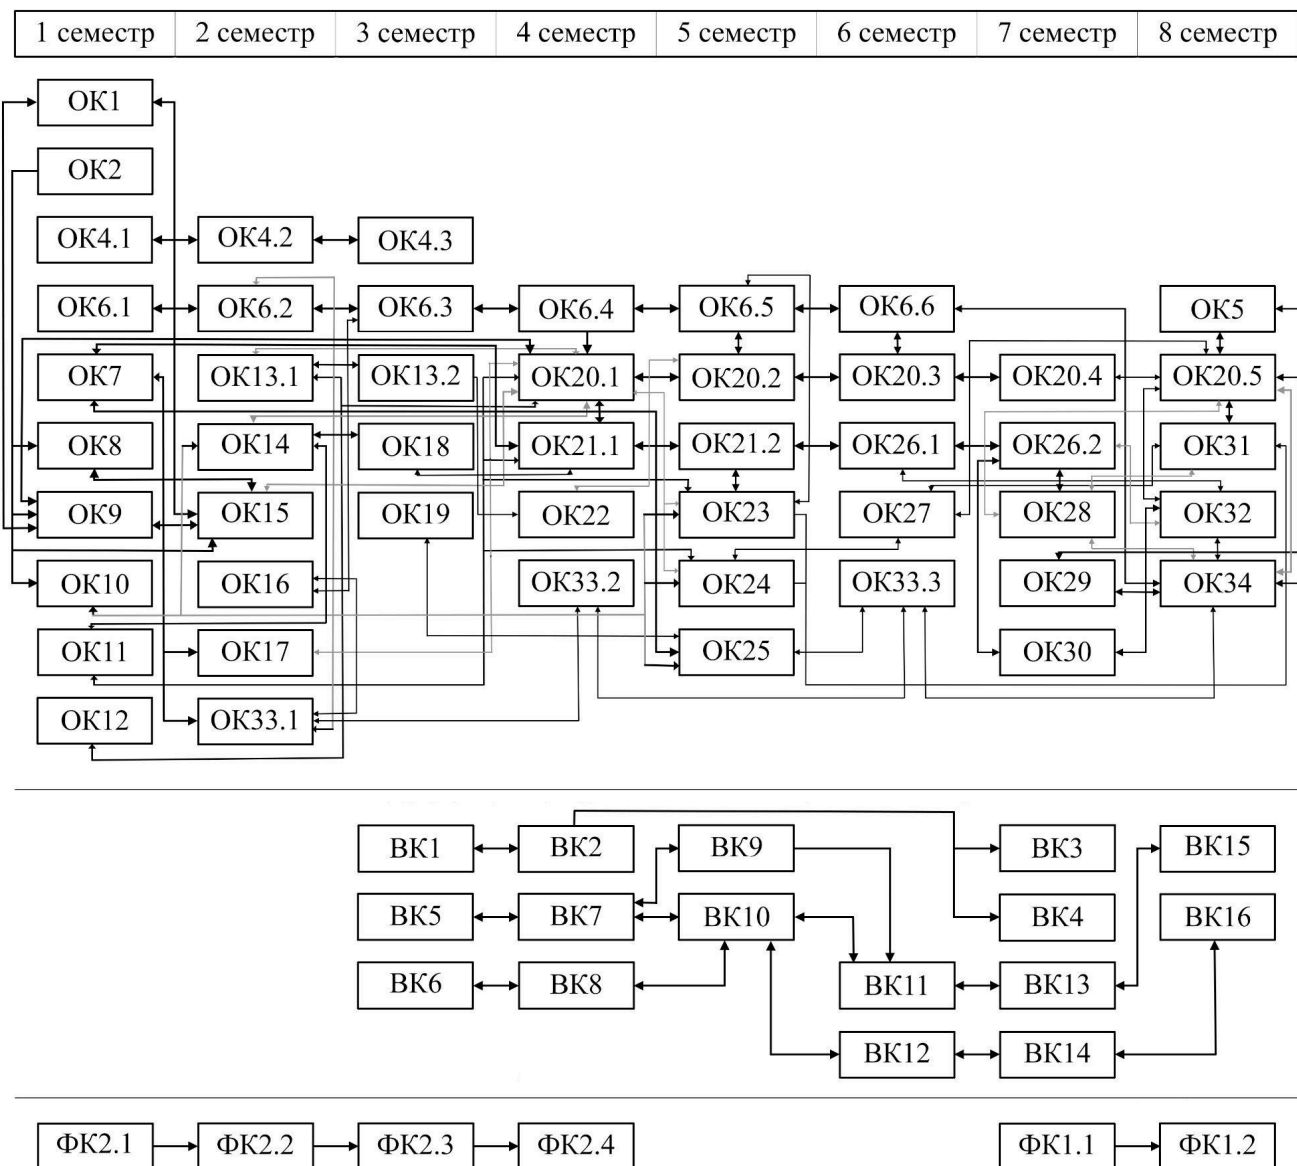 1 семестр 2 семестр 3 семестр 4 семестр 5 семестр 6 семестр 7 семестр 8 семестр
ОК1
ОК2
ОК4.1 ОК4.2 ОК4.3
ОК6.1 ОК6.2 ОК6.3 ОК6.4 ОК6.5 ОК6.6 ОК5
ОК7 ОК13.1 ОК13.2 ОК20.1 ОК20.2 ОК20.3 ОК20.4 ОК20.5
ОК8 ОК14 ОК18 ОК21.1 ОК21.2 ОК26.1 ОК26.2 ОК31
ОК9 ОК15 ОК19 ОК22 ОК23 ОК27 ОК28 ОК32
ОК10 ОК16 ОК33.2 ОК24 ОК33.3 ОК29 ОК34
ОК11 ОК17 ОК25 ОК30
ОК12 ОК33.1
ВК1 ВК2 ВК9 ВК3 ВК15
ВК5 ВК7 ВК10 ВК4 ВК16
ВК6 ВК8 ВК11 ВК13
ВК12 ВК14
ФК2.1 ФК2.2 ФК2.3 ФК2.4 ФК1.1 ФК1.2